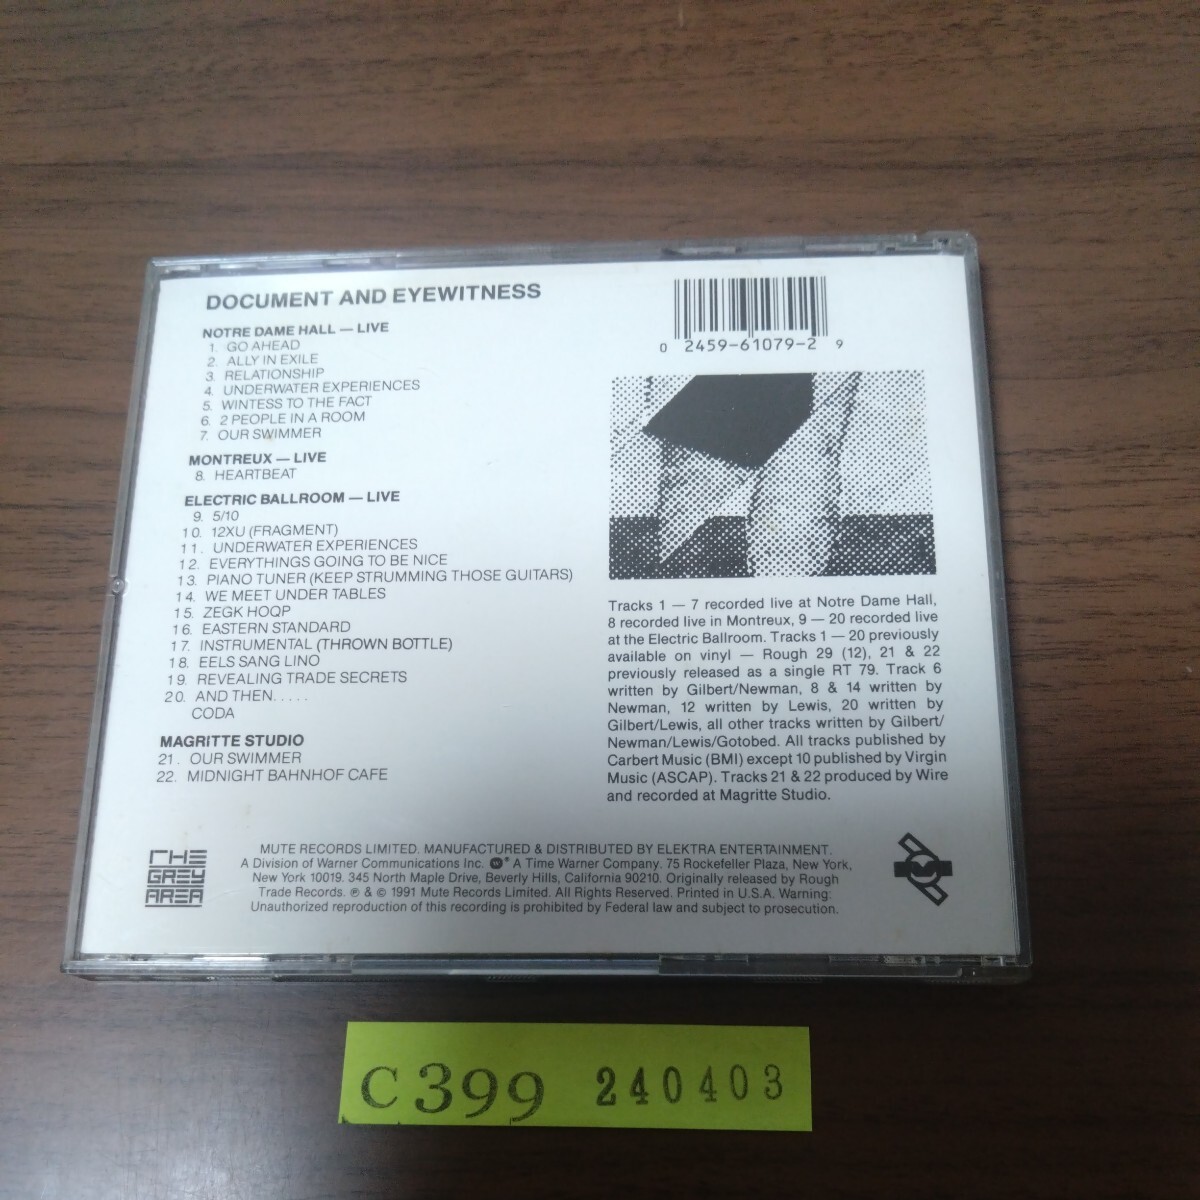 DOCUMENT AND EYEWITNESS
NOTRE DAME HALL — LIVE
1. GO AHEAD
2. ALLY IN EXILE
3. RELATIONSHIP
4. UNDERWATER EXPERIENCES
5. WINTESS TO THE FACT
6. 2 PEOPLE IN A ROOM
7. OUR SWIMMER
MONTREUX — LIVE
8. HEARTBEAT
ELECTRIC BALLROOM — LIVE
9. 5/10
10. 12XU (FRAGMENT)
11. UNDERWATER EXPERIENCES
12. EVERYTHINGS GOING TO BE NICE
13. PIANO TUNER (KEEP STRUMMING THOSE GUITARS)
14. WE MEET UNDER TABLES
15. ZEGK HOQP
16. EASTERN STANDARD
17. INSTRUMENTAL (THROWN BOTTLE)
18. EELS SANG LINO
19. REVEALING TRADE SECRETS
20. AND THEN.....
CODA
MAGRITTE STUDIO
21. OUR SWIMMER
22. MIDNIGHT BAHNHOF CAFE
0 2459-61079-2 9
Tracks 1 — 7 recorded live at Notre Dame Hall,
8 recorded live in Montreux, 9 — 20 recorded live
at the Electric Ballroom. Tracks 1 — 20 previously
available on vinyl — Rough 29 (12), 21 & 22
previously released as a single RT 79. Track 6
written by Gilbert/Newman, 8 & 14 written by
Newman, 12 written by Lewis, 20 written by
Gilbert/Lewis, all other tracks written by Gilbert/
Newman/Lewis/Gotobed. All tracks published by
Carbert Music (BMI) except 10 published by Virgin
Music (ASCAP). Tracks 21 & 22 produced by Wire
and recorded at Magritte Studio.
THE
GREY
AREA
MUTE RECORDS LIMITED. MANUFACTURED & DISTRIBUTED BY ELEKTRA ENTERTAINMENT.
A Division of Warner Communications Inc. ® A Time Warner Company. 75 Rockefeller Plaza, New York,
New York 10019. 345 North Maple Drive, Beverly Hills, California 90210. Originally released by Rough
Trade Records. ℗ & © 1991 Mute Records Limited. All Rights Reserved. Printed in U.S.A. Warning:
Unauthorized reproduction of this recording is prohibited by Federal law and subject to prosecution.
C399 240403